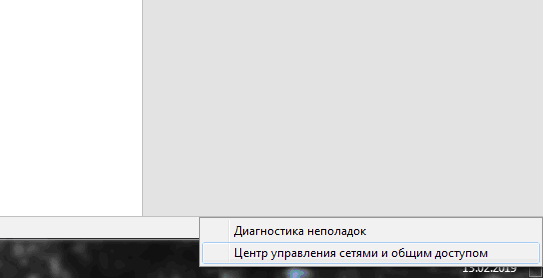 Диагностика неполадок
Центр управления сетями и общим доступом
13.02.2019